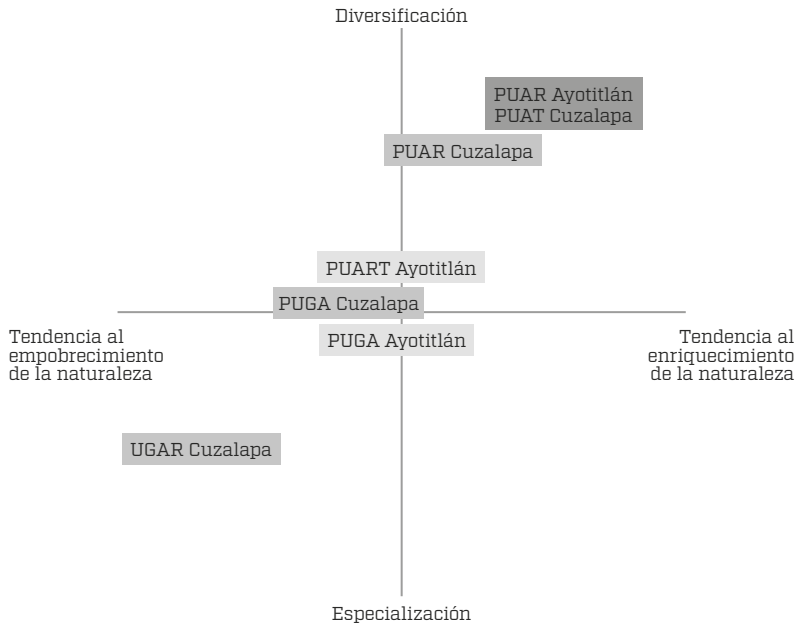 Diversificación
PUAR Ayotitlán
PUAT Cuzalapa
PUAR Cuzalapa
PUART Ayotitlán
PUGA Cuzalapa
PUGA Ayotitlán
Tendencia al
empobrecimiento
de la naturaleza
Tendencia al
enriquecimiento
de la naturaleza
UGAR Cuzalapa
Especialización